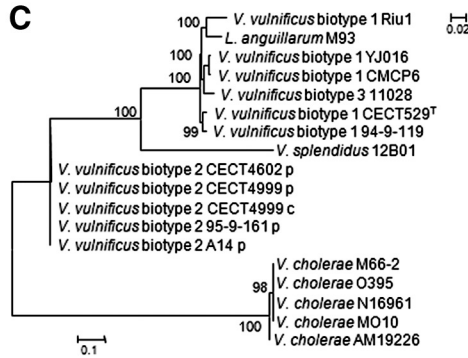 C
100
V. vulnificus biotype 1 Riu1
0.02
L. anguillarum M93
100
V. vulnificus biotype 1 YJ016
100
V. vulnificus biotype 1 CMCP6
V. vulnificus biotype 3 11028
100
V. vulnificus biotype 1 CECT529ᵀ
99
V. vulnificus biotype 1 94-9-119
V. splendidus 12B01
V. vulnificus biotype 2 CECT4602 p
V. vulnificus biotype 2 CECT4999 p
V. vulnificus biotype 2 CECT4999 c
V. vulnificus biotype 2 95-9-161 p
V. vulnificus biotype 2 A14 p
V. cholerae M66-2
98
V. cholerae O395
V. cholerae N16961
100
V. cholerae MO10
V. cholerae AM19226
0.1